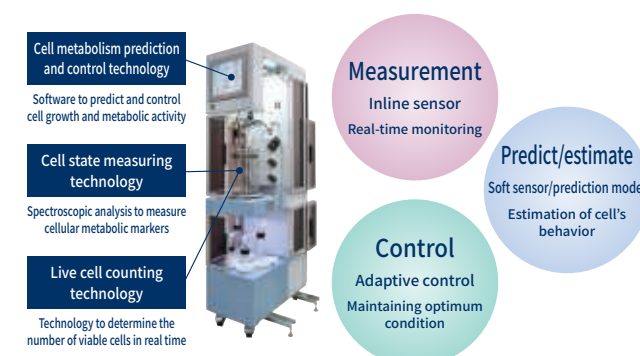 Cell metabolism prediction
and control technology
Software to predict and control
cell growth and metabolic activity
Cell state measuring
technology
Spectroscopic analysis to measure
cellular metabolic markers
Live cell counting
technology
Technology to determine the
number of viable cells in real time
Measurement
Inline sensor
Real-time monitoring
Predict/estimate
Soft sensor/prediction mode
Estimation of cell's
behavior
Control
Adaptive control
Maintaining optimum
condition